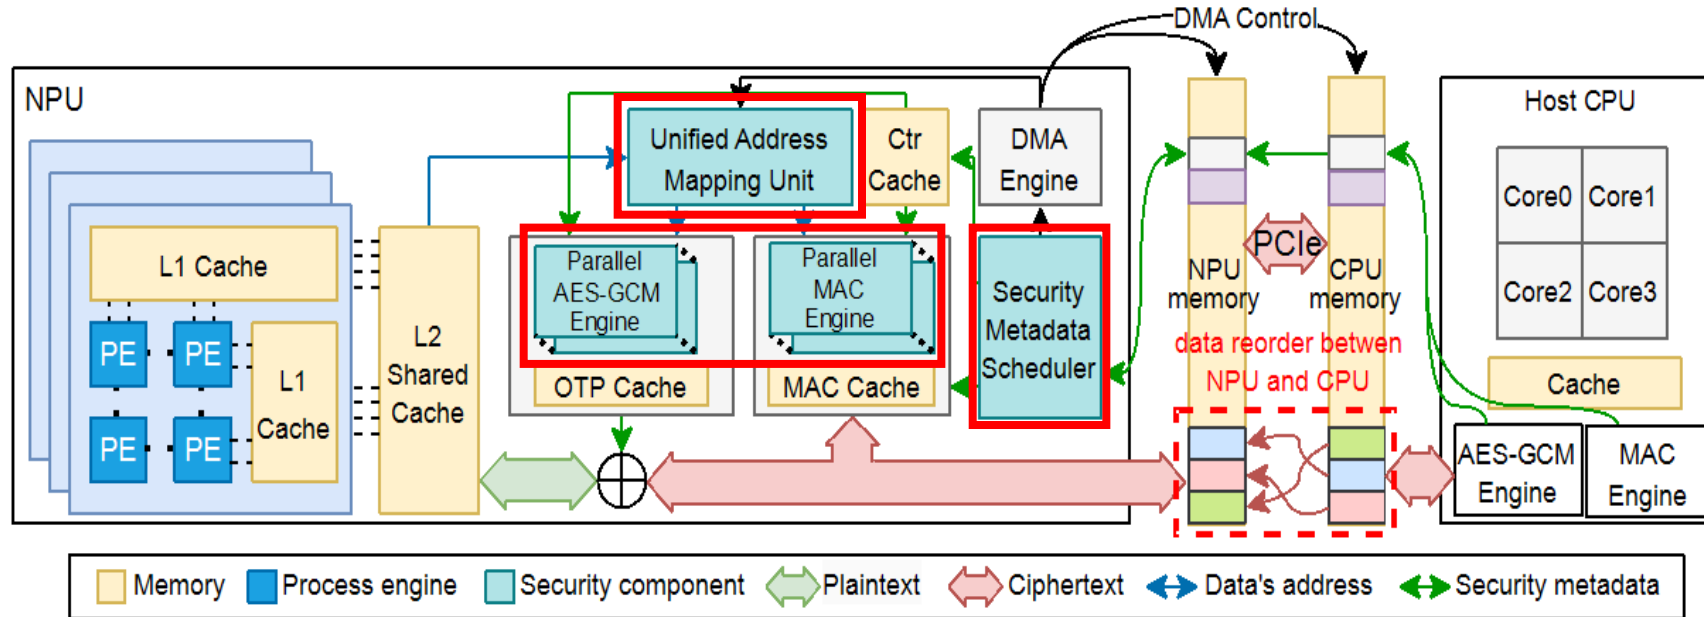 DMA Control
NPU
Unified Address
Mapping Unit
Ctr
Cache
DMA
Engine
L1 Cache
PE
PE
PE
PE
L1
Cache
L2
Shared
Cache
Parallel
AES-GCM
Engine
OTP Cache
Parallel
MAC
Engine
MAC Cache
Security
Metadata
Scheduler
PCIe
NPU
memory
CPU
memory
data reorder betwen
NPU and CPU
Host CPU
Core0
Core1
Core2
Core3
Cache
AES-GCM
Engine
MAC
Engine
Memory
Process engine
Security component
Plaintext
Ciphertext
Data's address
Security metadata